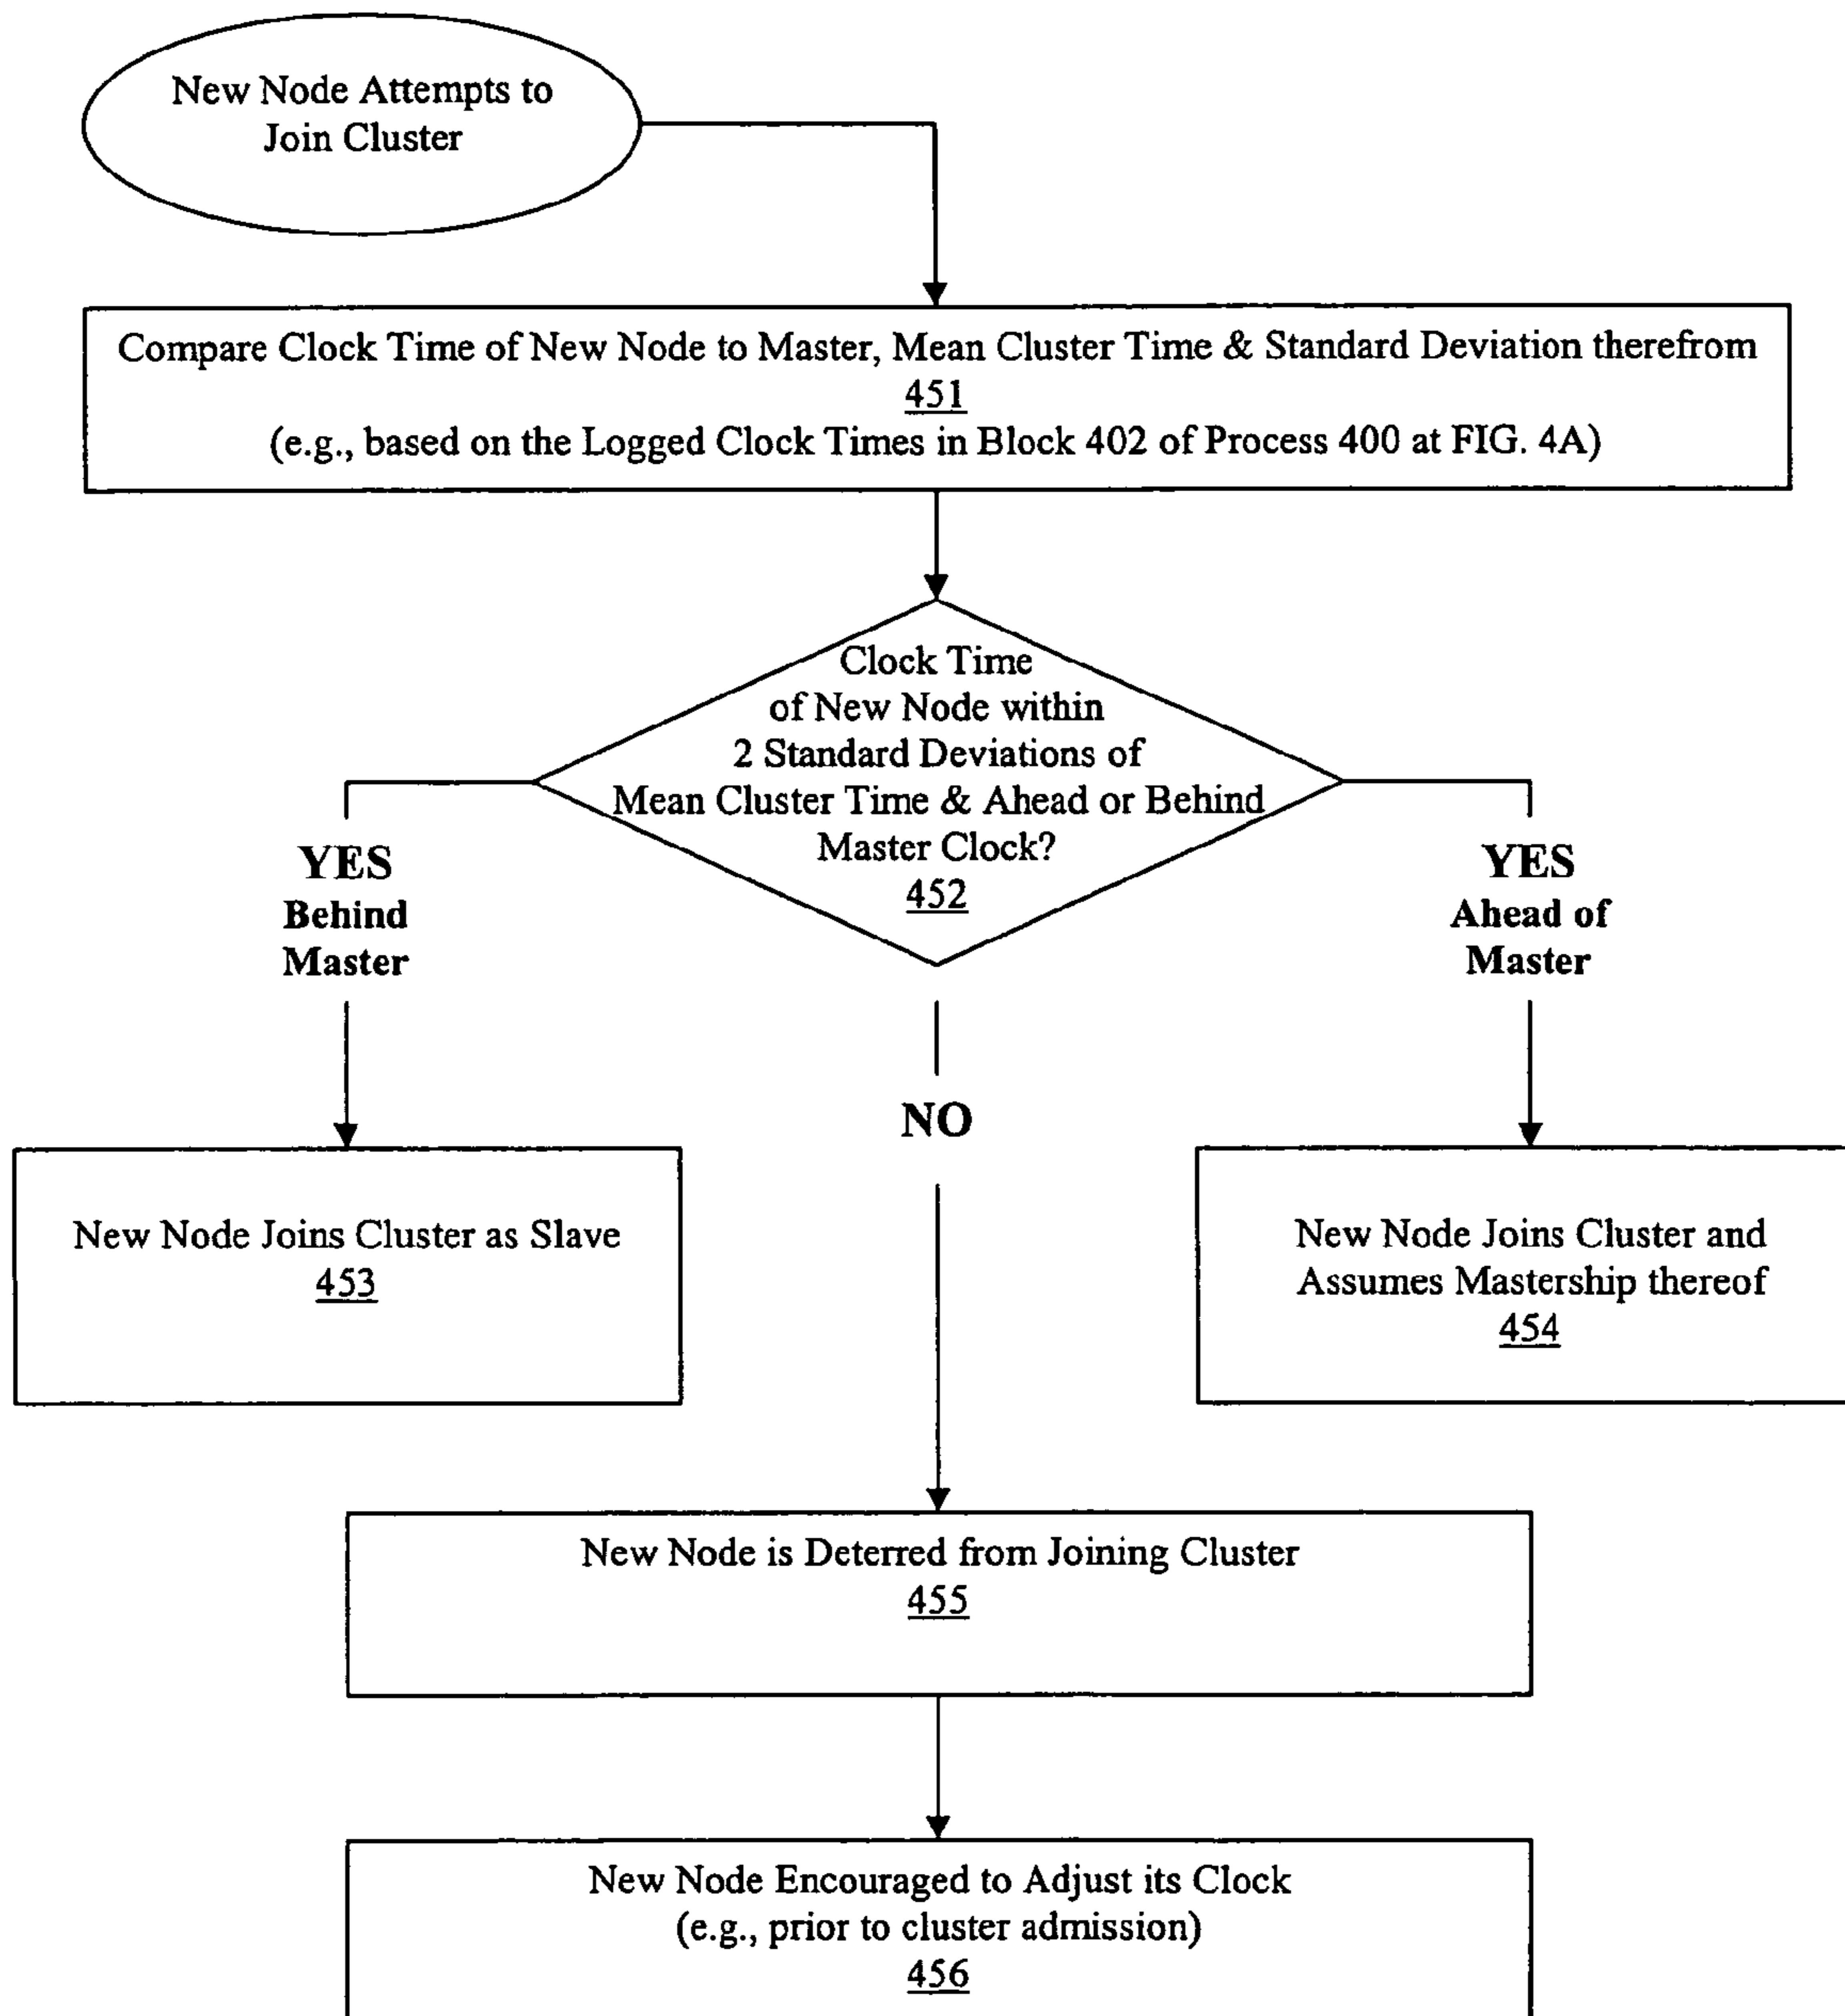 New Node Attempts to
Join Cluster
Compare Clock Time of New Node to Master, Mean Cluster Time & Standard Deviation therefrom
451
(e.g., based on the Logged Clock Times in Block 402 of Process 400 at FIG. 4A)
Clock Time
of New Node within
2 Standard Deviations of
Mean Cluster Time & Ahead or Behind
Master Clock?
452
YES
Behind
Master
NO
YES
Ahead of
Master
New Node Joins Cluster as Slave
453
New Node Joins Cluster and
Assumes Mastership thereof
454
New Node is Deterred from Joining Cluster
455
New Node Encouraged to Adjust its Clock
(e.g., prior to cluster admission)
456